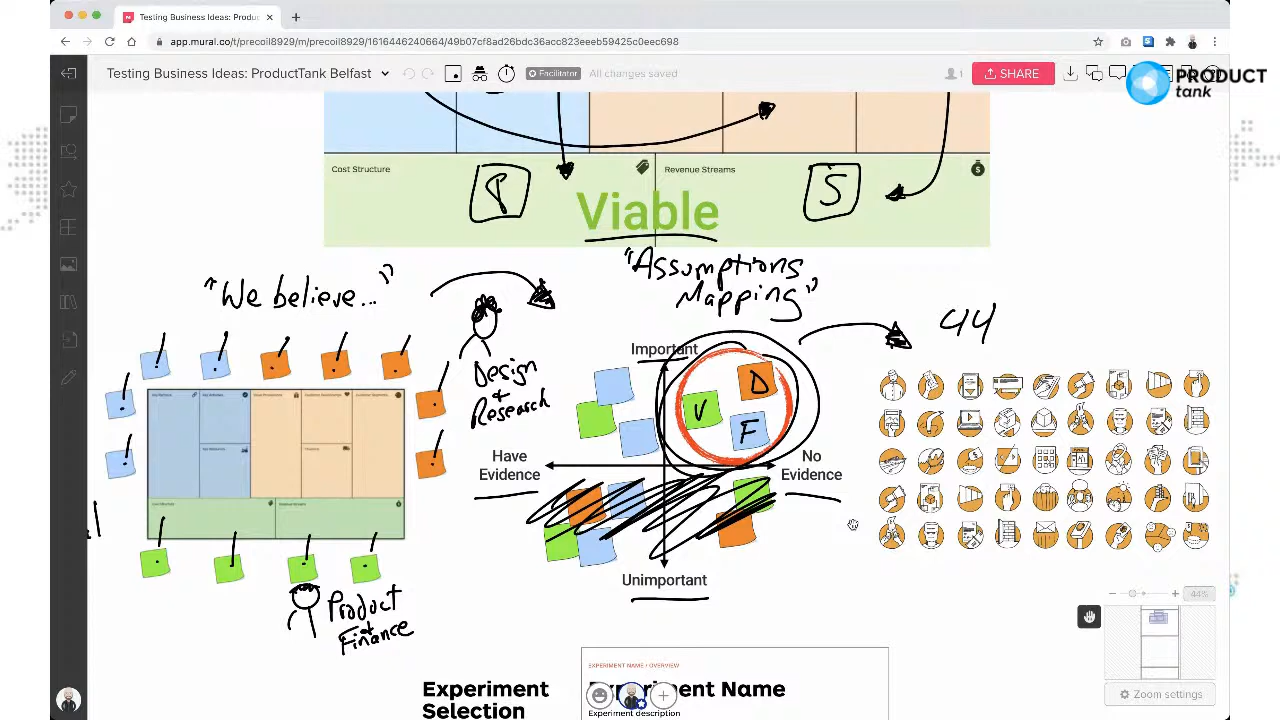 Testing Business Ideas: Produc
app.mural.co/t/precoil8929/m/precoil8929/1616446240664/49b07cf8ad26bdc36acc823eeeb59425c0eec698
Testing Business Ideas: ProductTank Belfast
Facilitator
All changes saved
1
SHARE
PRODUCT
tank
Cost Structure
Revenue Streams
P
S
Viable
"We believe..."
"Assumptions
Mapping"
44
Design
+
Research
Important
D
V
F
Have
Evidence
No
Evidence
Unimportant
Product
+
Finance
44%
Zoom settings
EXPERIMENT NAME / OVERVIEW
Experiment
Selection
Experiment Name
Experiment description